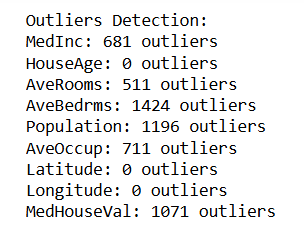 Outliers Detection:
MedInc: 681 outliers
HouseAge: 0 outliers
AveRooms: 511 outliers
AveBedrms: 1424 outliers
Population: 1196 outliers
AveOccup: 711 outliers
Latitude: 0 outliers
Longitude: 0 outliers
MedHouseVal: 1071 outliers